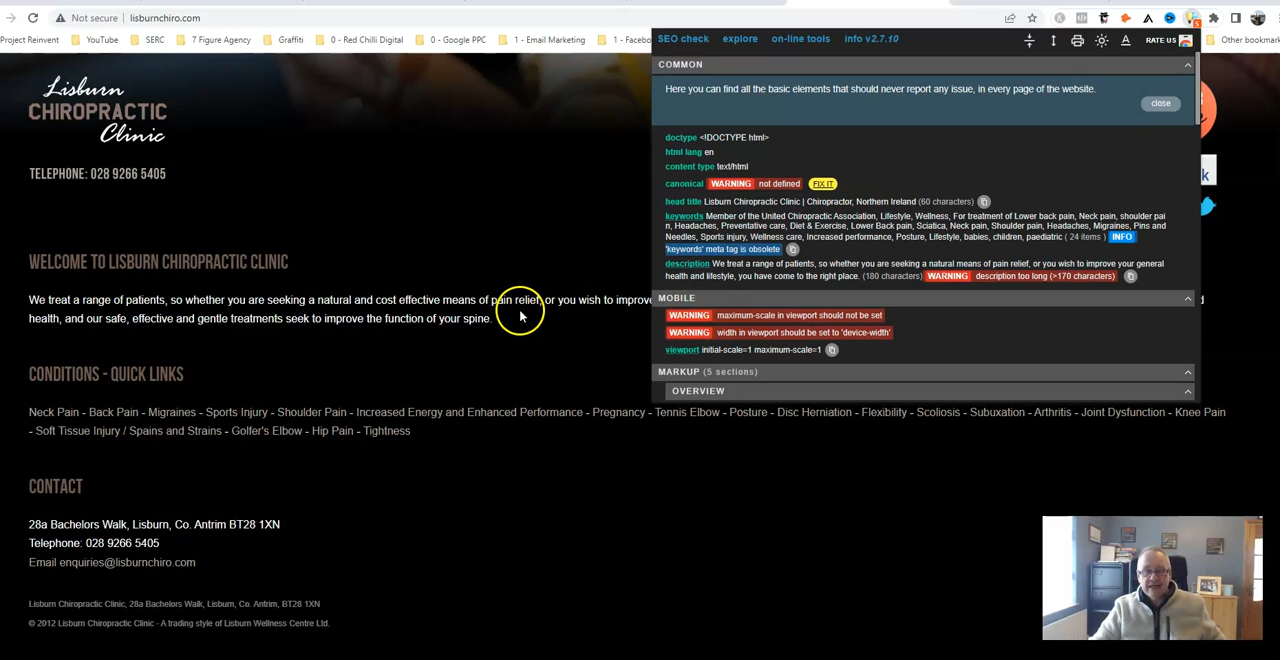 Not secure | lisburnchiro.com
Project Reinvent YouTube SERC 7 Figure Agency Graffiti 0 - Red Chilli Digital 0 - Google PPC 1 - Email Marketing 1 - Facebo Other bookmark
SEO check explore on-line tools info v2.7.10 RATE US
COMMON
Here you can find all the basic elements that should never report any issue, in every page of the website.
close
doctype <!DOCTYPE html>
html lang en
content type text/html
canonical WARNING not defined FIX IT
head title Lisburn Chiropractic Clinic | Chiropractor, Northern Ireland (60 characters)
keywords Member of the United Chiropractic Association, Lifestyle, Wellness, For treatment of Lower back pain, Neck pain, shoulder pai
n, Headaches, Preventative care, Diet & Exercise, Lower Back Pain, Sciatica, Neck Pain, Shoulder pain, Headaches, Migraines, Pins and
Needles, Sports injury, Wellness care, Increased performance, Posture, Lifestyle, babies, children, paediatric ( 24 items ) INFO
'keywords' meta tag is obsolete
description We treat a range of patients, so whether you are seeking a natural means of pain relief, or you wish to improve your general
health and lifestyle, you have come to the right place. (180 characters) WARNING description too long (>170 characters)
MOBILE
WARNING maximum-scale in viewport should not be set
WARNING width in viewport should be set to 'device-width'
viewport initial-scale=1 maximum-scale=1
MARKUP (5 sections)
OVERVIEW
Lisburn
CHIROPRACTIC
Clinic
TELEPHONE: 028 9266 5405
k
WELCOME TO LISBURN CHIROPRACTIC CLINIC
We treat a range of patients, so whether you are seeking a natural and cost effective means of pain relief, or you wish to improve
health, and our safe, effective and gentle treatments seek to improve the function of your spine.
CONDITIONS - QUICK LINKS
Neck Pain - Back Pain - Migraines - Sports Injury - Shoulder Pain - Increased Energy and Enhanced Performance - Pregnancy - Tennis Elbow - Posture - Disc Herniation - Flexibility - Scoliosis - Subuxation - Arthritis - Joint Dysfunction - Knee Pain
- Soft Tissue Injury / Spains and Strains - Golfer's Elbow - Hip Pain - Tightness
CONTACT
28a Bachelors Walk, Lisburn, Co. Antrim BT28 1XN
Telephone: 028 9266 5405
Email enquiries@lisburnchiro.com
Lisburn Chiropractic Clinic, 28a Bachelors Walk, Lisburn, Co. Antrim, BT28 1XN
© 2012 Lisburn Chiropractic Clinic - A trading style of Lisburn Wellness Centre Ltd.